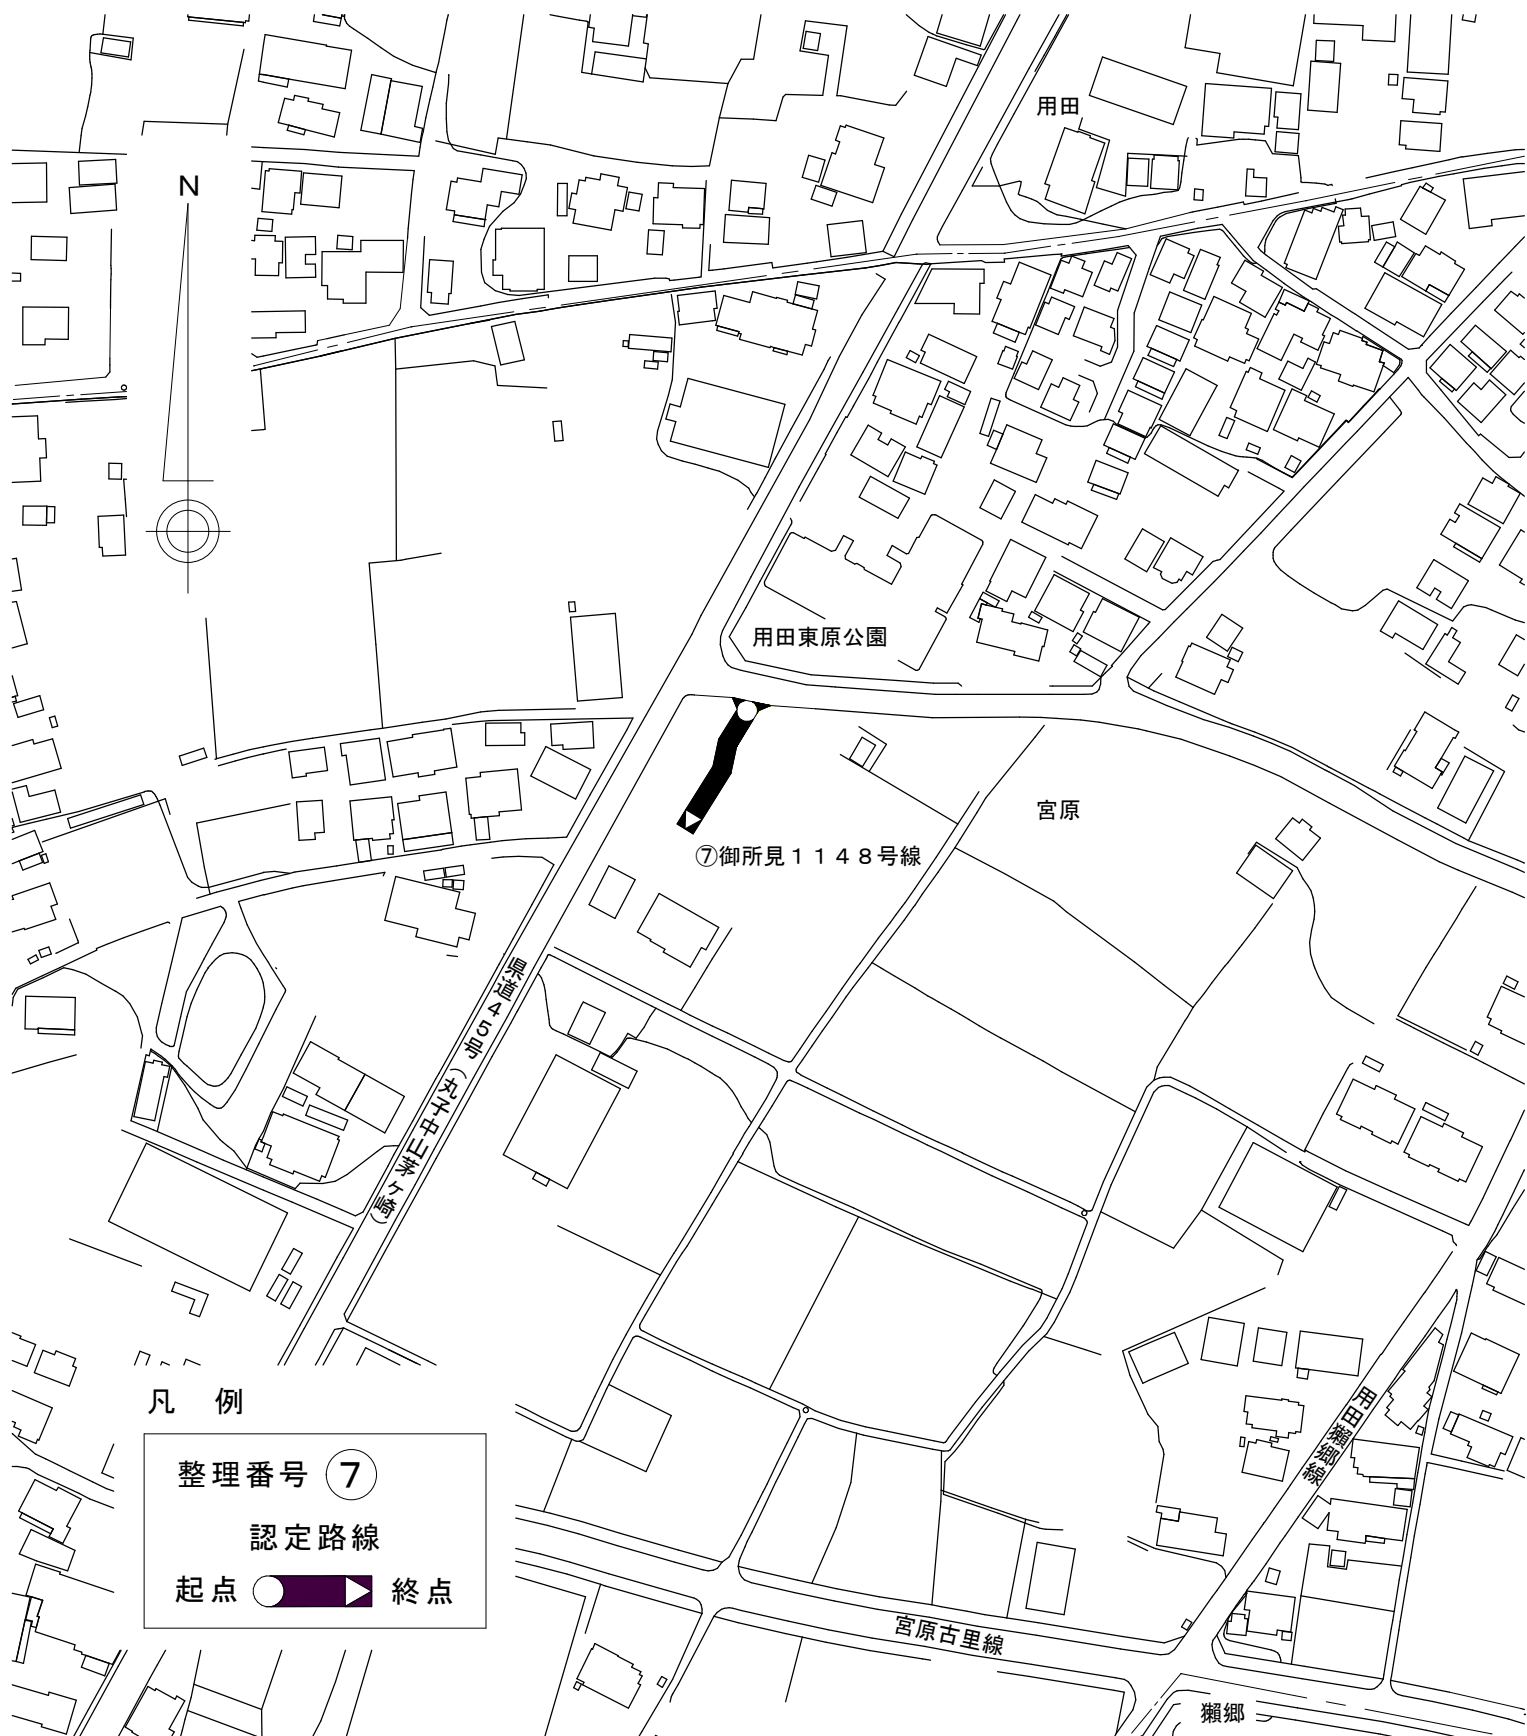 用田
N
用田東原公園
宮原
⑦御所見1148号線
県道45号(丸子中山茅ヶ崎)
凡 例
整理番号 ⑦
認定路線
起点 終点
用田獺郷線
宮原古里線
獺郷